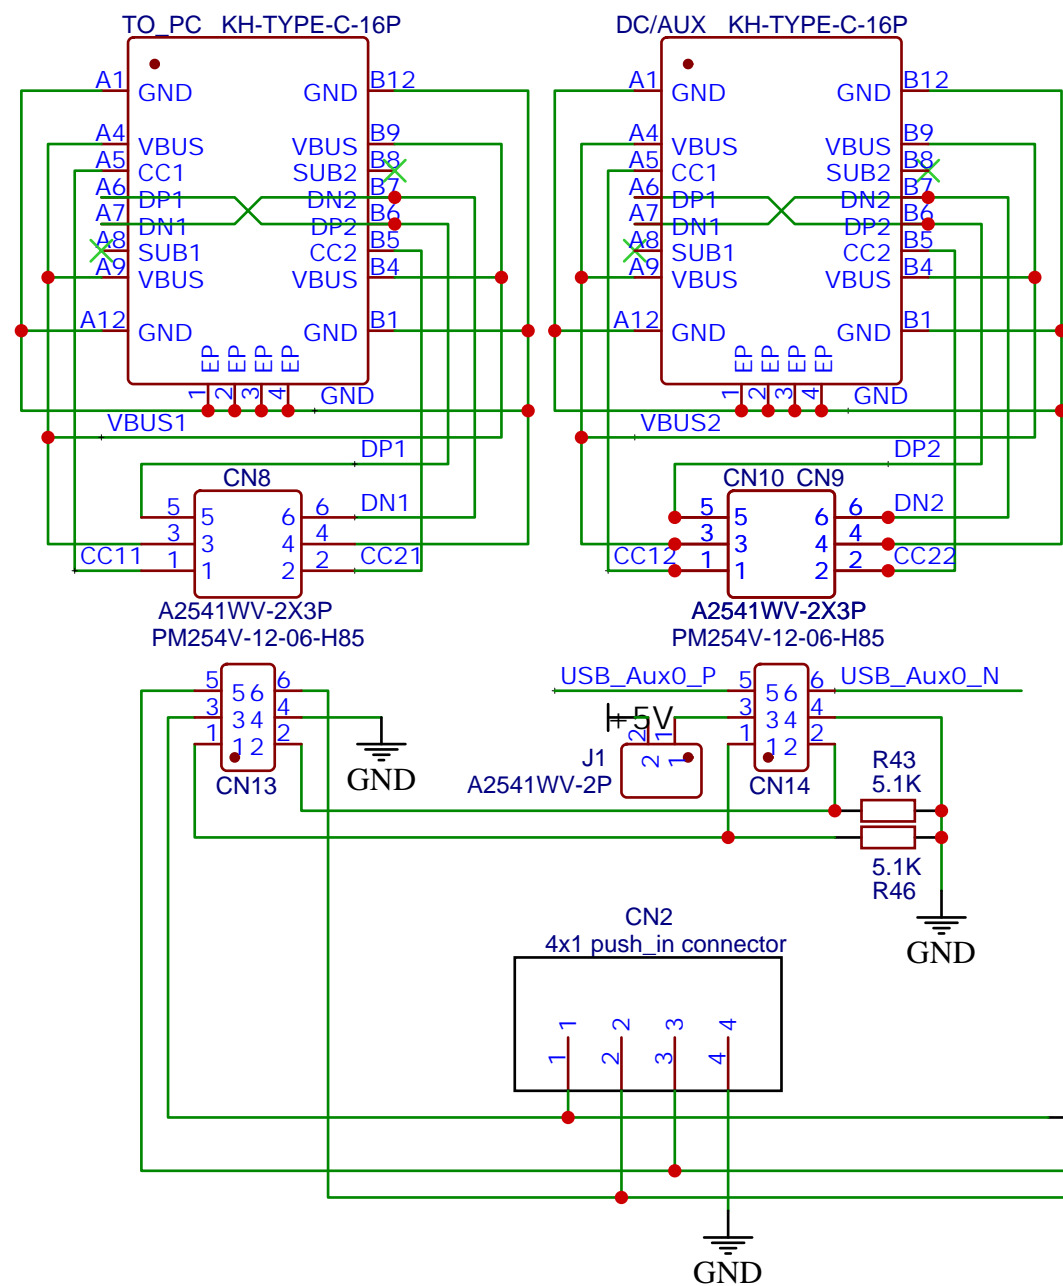 TO_PC KH-TYPE-C-16P
DC/AUX KH-TYPE-C-16P
A1 GND GND B12
A4 VBUS VBUS B9
A5 CC1 SUB2 B8
A6 DP1 DN2 B7
A7 DN1 DP2 B6
A8 SUB1 CC2 B5
A9 VBUS VBUS B4
A12 GND GND B1
EP EP EP EP
1 2 3 4
GND
VBUS1
DP1
A1 GND GND B12
A4 VBUS VBUS B9
A5 CC1 SUB2 B8
A6 DP1 DN2 B7
A7 DN1 DP2 B6
A8 SUB1 CC2 B5
A9 VBUS VBUS B4
A12 GND GND B1
EP EP EP EP
1 2 3 4
GND
VBUS2
DP2
CN8
5 5 6 6 DN1
3 3 4 4
CC11 1 1 2 2 CC21
A2541WV-2X3P
PM254V-12-06-H85
CN10 CN9
5 5 6 6 DN2
3 3 4 4
CC12 1 1 2 2 CC22
A2541WV-2X3P
PM254V-12-06-H85
5 5 6 6
3 3 4 4
1 1 2 2
CN13
GND
USB_Aux0_P 5 5 6 6 USB_Aux0_N
+5V
3 3 4 4
1 1 2 2
CN14
2 1
2 1
J1
A2541WV-2P
R43
5.1K
5.1K
R46
GND
CN2
4x1 push_in connector
1 2 3 4
1 2 3 4
GND